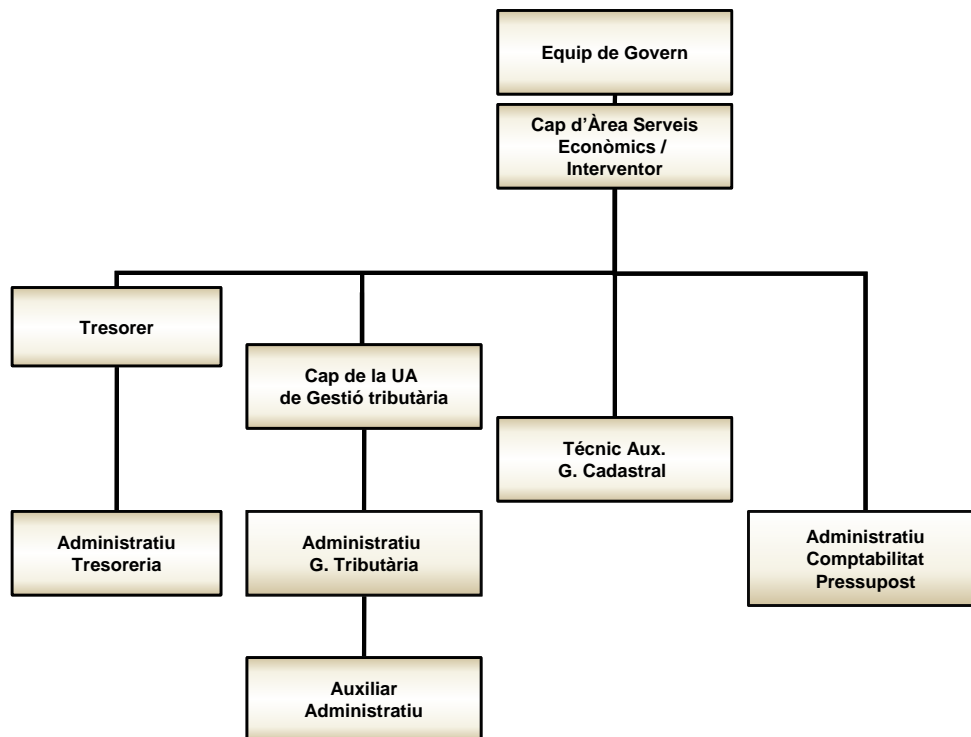 Equip de Govern
Cap d’Àrea Serveis
Econòmics /
Interventor
Tresorer
Cap de la UA
de Gestió tributària
Técnic Aux.
G. Cadastral
Administratiu
Tresoreria
Administratiu
G. Tributària
Administratiu
Comptabilitat
Pressupost
Auxiliar
Administratiu